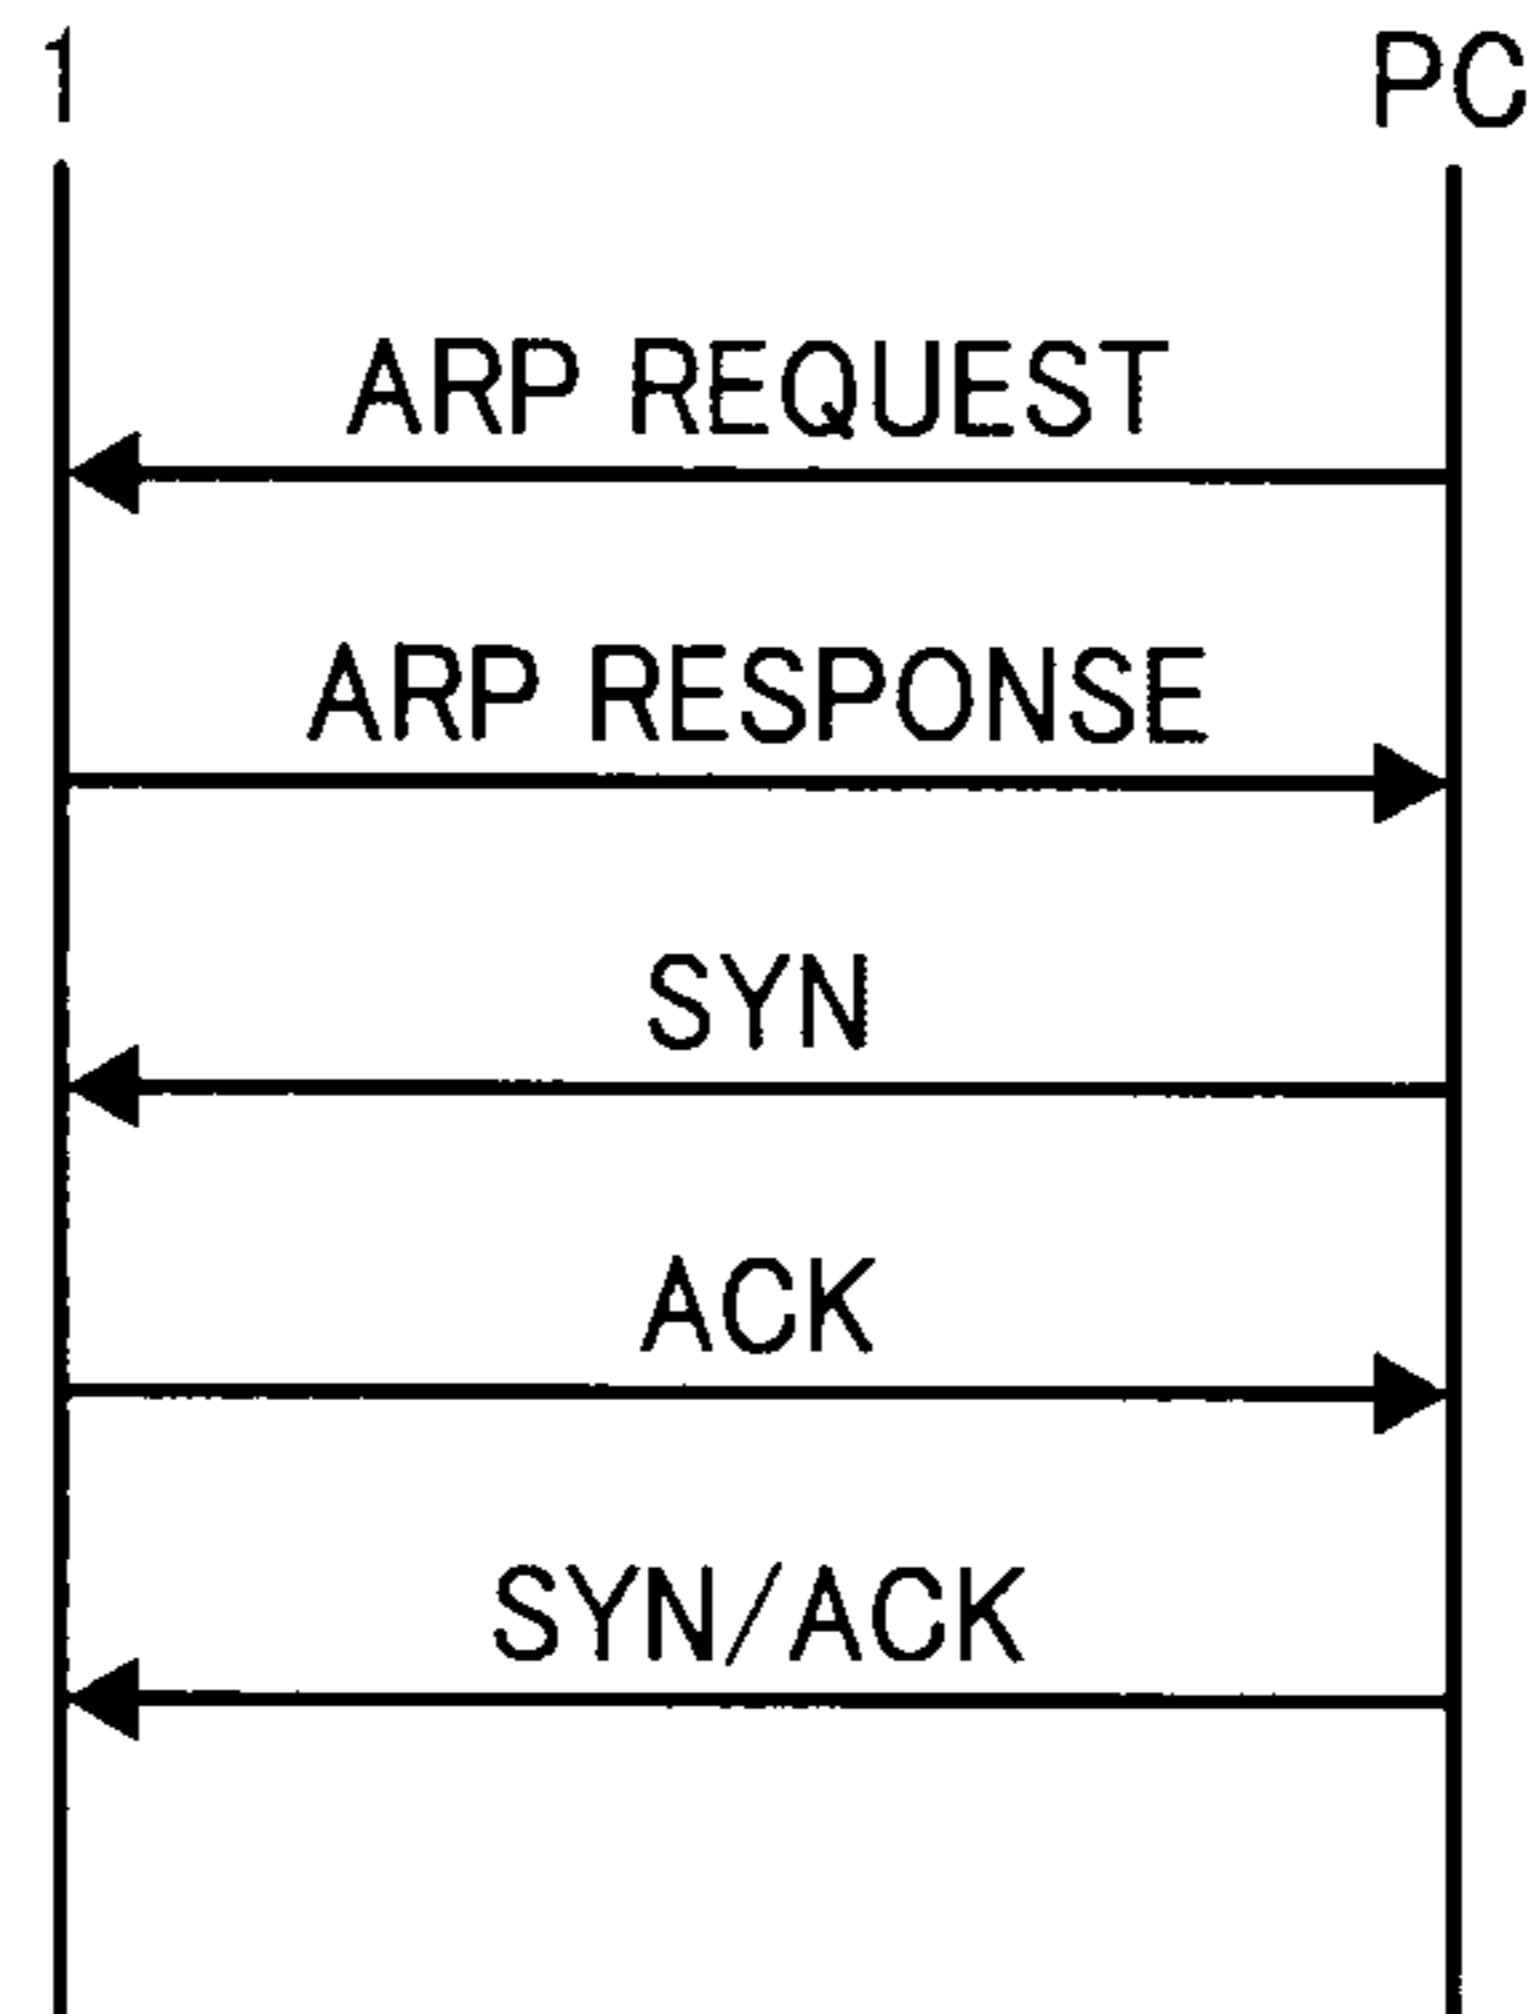 1 PC
ARP REQUEST
ARP RESPONSE
SYN
ACK
SYN/ACK